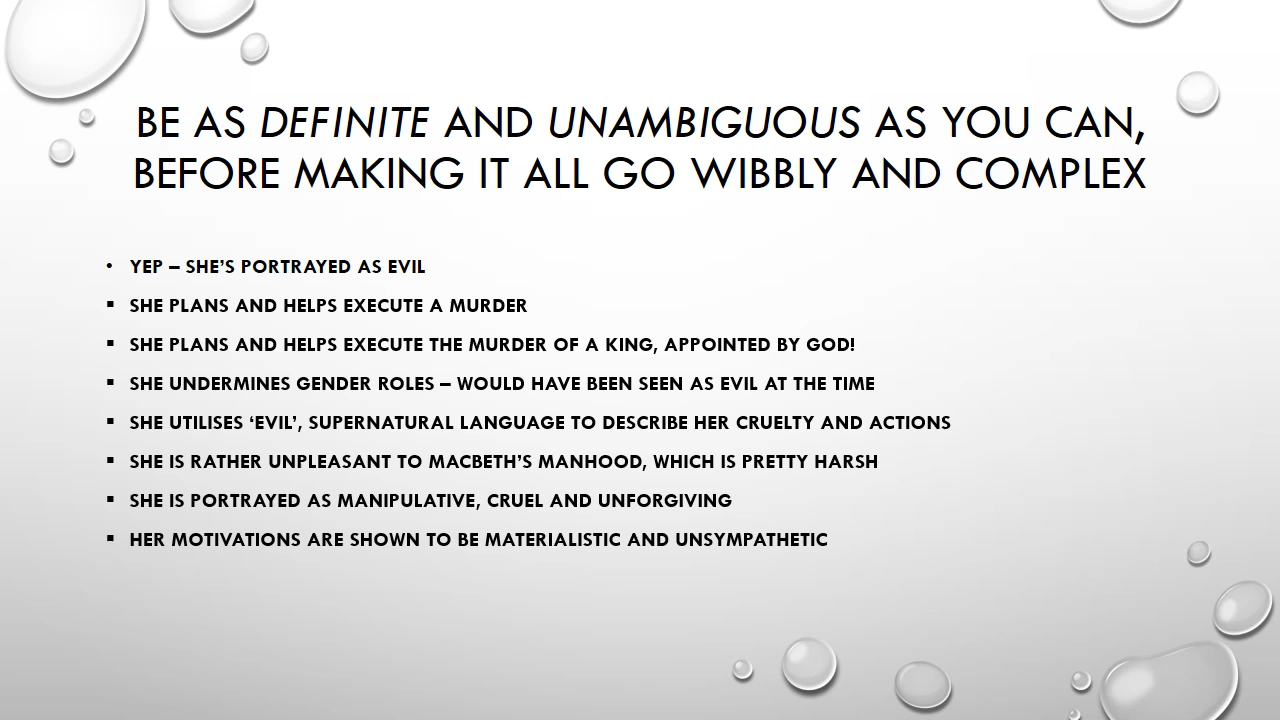 BE AS DEFINITE AND UNAMBIGUOUS AS YOU CAN,
BEFORE MAKING IT ALL GO WIBBLY AND COMPLEX
• YEP – SHE’S PORTRAYED AS EVIL
▪ SHE PLANS AND HELPS EXECUTE A MURDER
▪ SHE PLANS AND HELPS EXECUTE THE MURDER OF A KING, APPOINTED BY GOD!
▪ SHE UNDERMINES GENDER ROLES – WOULD HAVE BEEN SEEN AS EVIL AT THE TIME
▪ SHE UTILISES ‘EVIL’, SUPERNATURAL LANGUAGE TO DESCRIBE HER CRUELTY AND ACTIONS
▪ SHE IS RATHER UNPLEASANT TO MACBETH’S MANHOOD, WHICH IS PRETTY HARSH
▪ SHE IS PORTRAYED AS MANIPULATIVE, CRUEL AND UNFORGIVING
▪ HER MOTIVATIONS ARE SHOWN TO BE MATERIALISTIC AND UNSYMPATHETIC